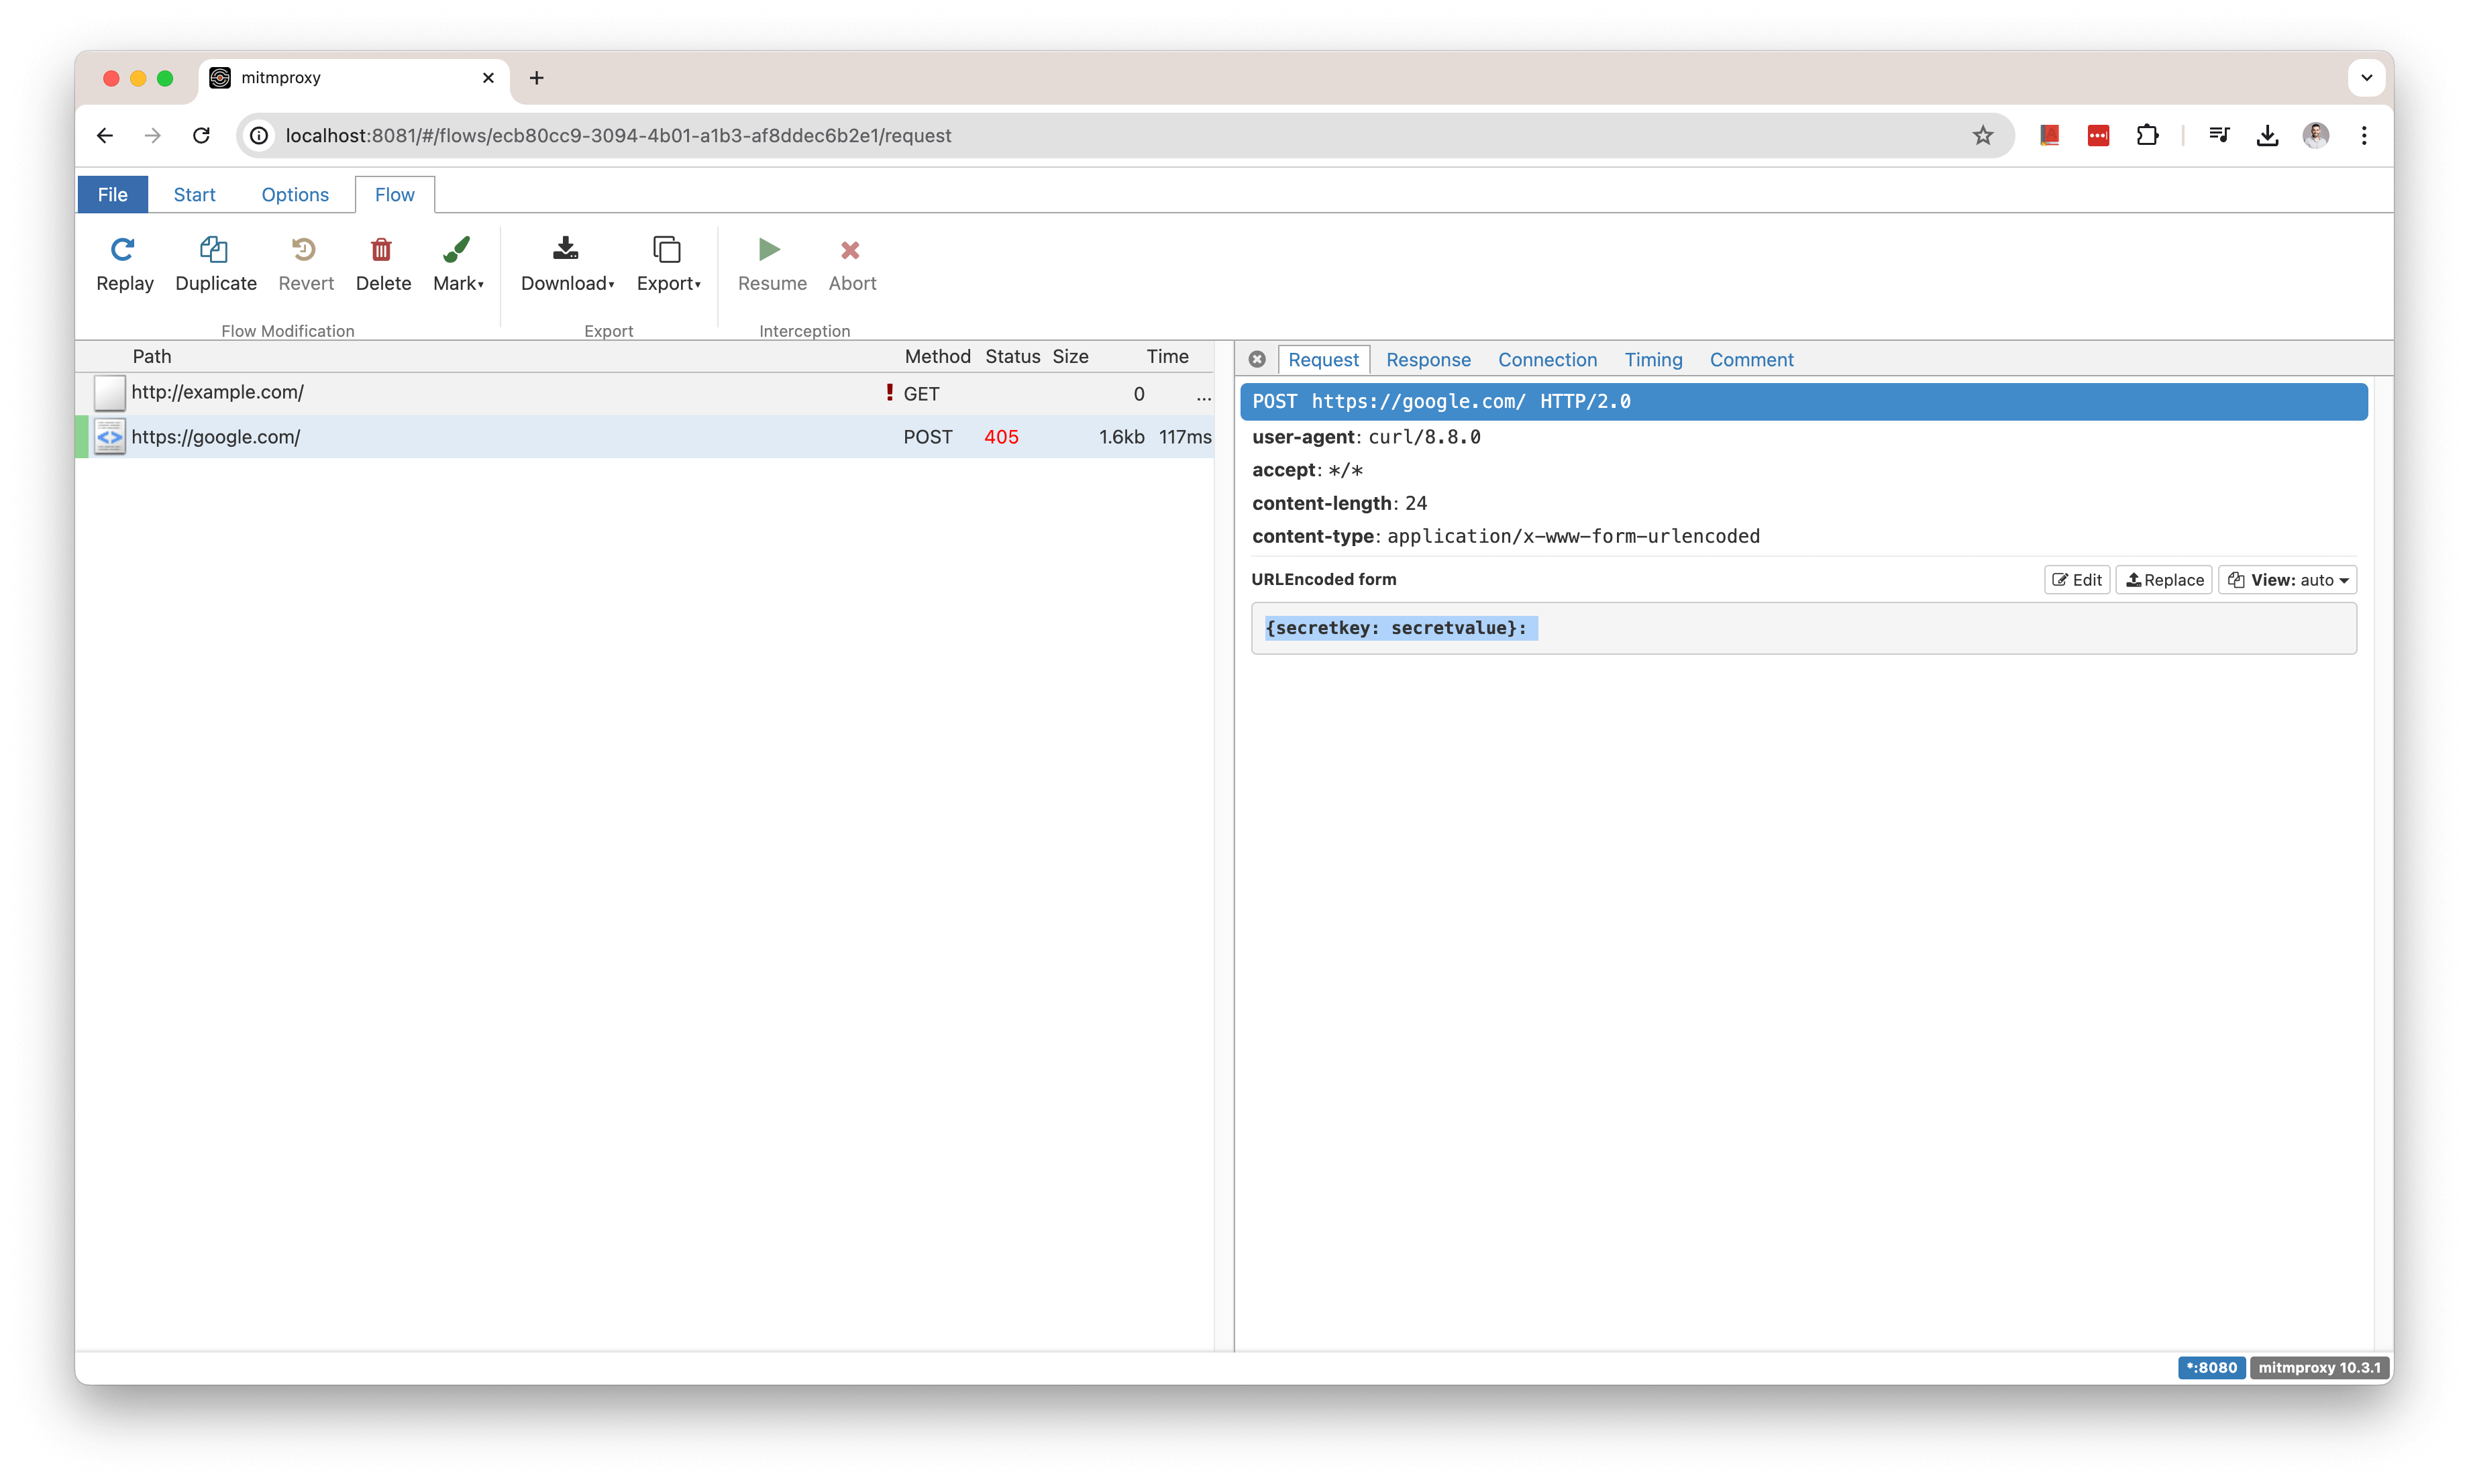 mitmproxy
localhost:8081/#/flows/ecb80cc9-3094-4b01-a1b3-af8ddec6b2e1/request
File Start Options Flow
Replay Duplicate Revert Delete Mark▾ Download▾ Export▾ Resume Abort
Flow Modification Export Interception
Path Method Status Size Time
http://example.com/ ! GET 0 ...
https://google.com/ POST 405 1.6kb 117ms
Request Response Connection Timing Comment
POST https://google.com/ HTTP/2.0
user-agent: curl/8.8.0
accept: */*
content-length: 24
content-type: application/x-www-form-urlencoded
URLEncoded form Edit Replace View: auto
{secretkey: secretvalue}:
*:8080 mitmproxy 10.3.1